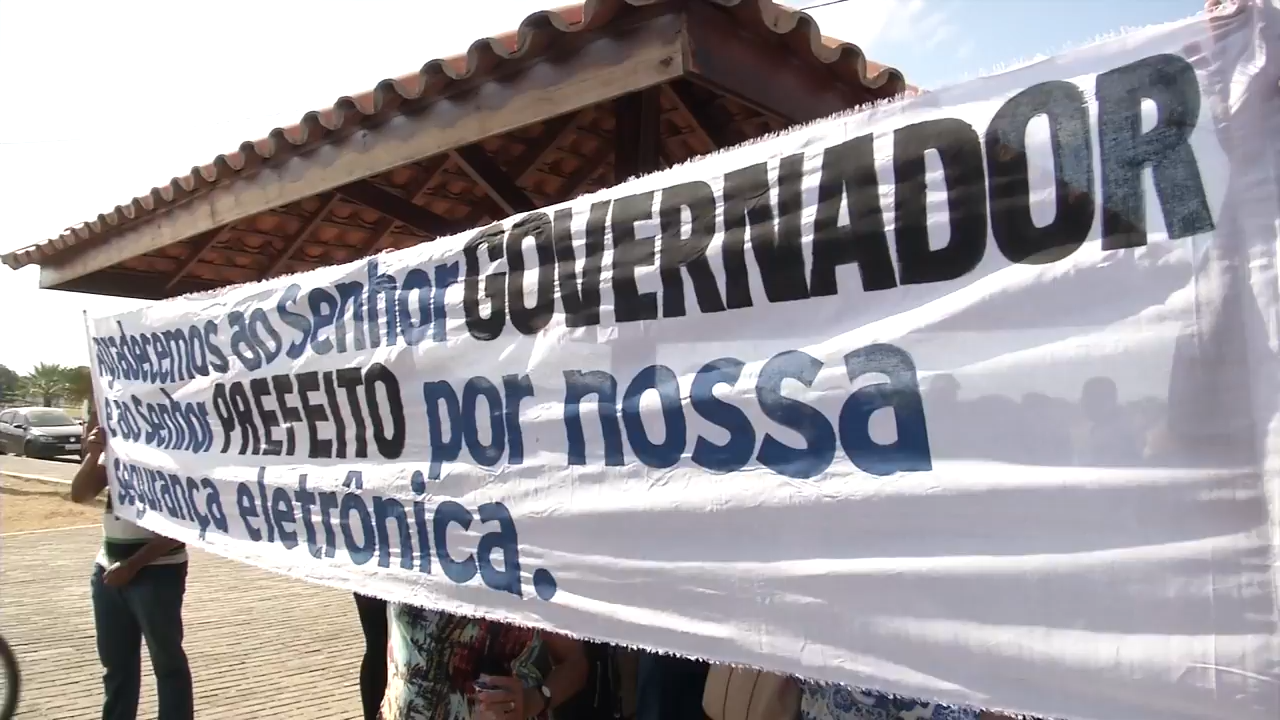 Agradecemos ao Senhor GOVERNADOR
e ao Senhor PREFEITO por nossa
segurança eletrônica.